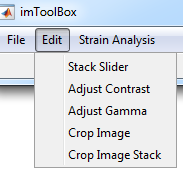 imToolBox
File Edit Strain Analysis
Stack Slider
Adjust Contrast
Adjust Gamma
Crop Image
Crop Image Stack